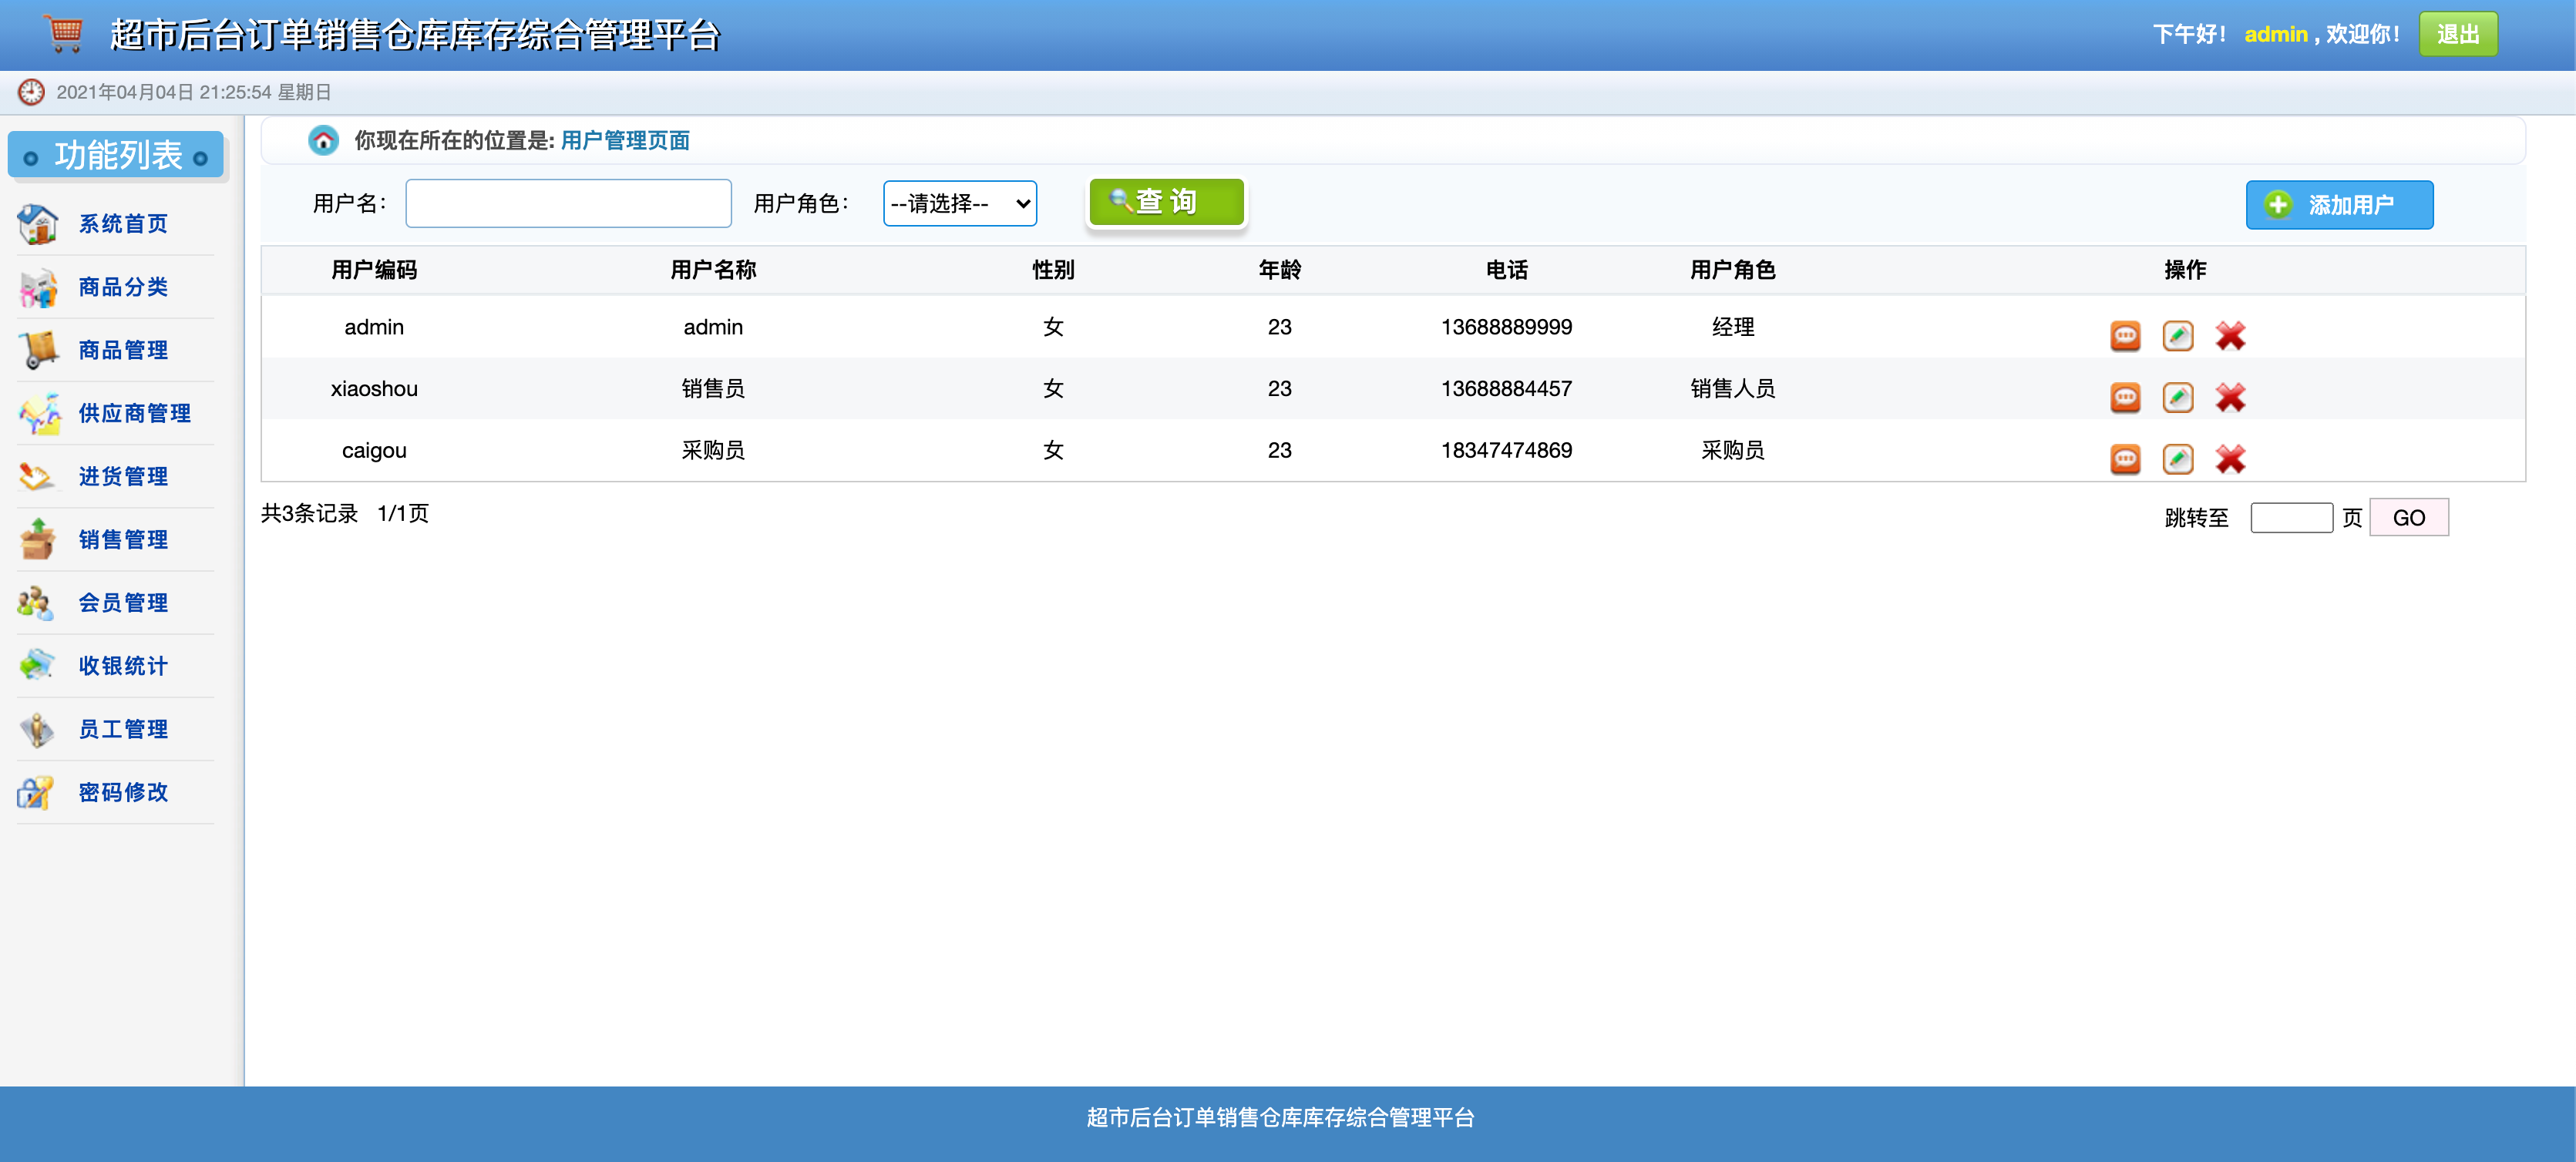 超市后台订单销售仓库库存综合管理平台
下午好! admin , 欢迎你! 退出
2021年04月04日 21:25:54 星期日
功能列表
系统首页
商品分类
商品管理
供应商管理
进货管理
销售管理
会员管理
收银统计
员工管理
密码修改
你现在所在的位置是: 用户管理页面
用户名: 用户角色: --请选择-- 查 询 添加用户
用户编码 用户名称 性别 年龄 电话 用户角色 操作
admin admin 女 23 13688889999 经理
xiaoshou 销售员 女 23 13688884457 销售人员
caigou 采购员 女 23 18347474869 采购员
共3条记录 1/1页 跳转至 页 GO
超市后台订单销售仓库库存综合管理平台